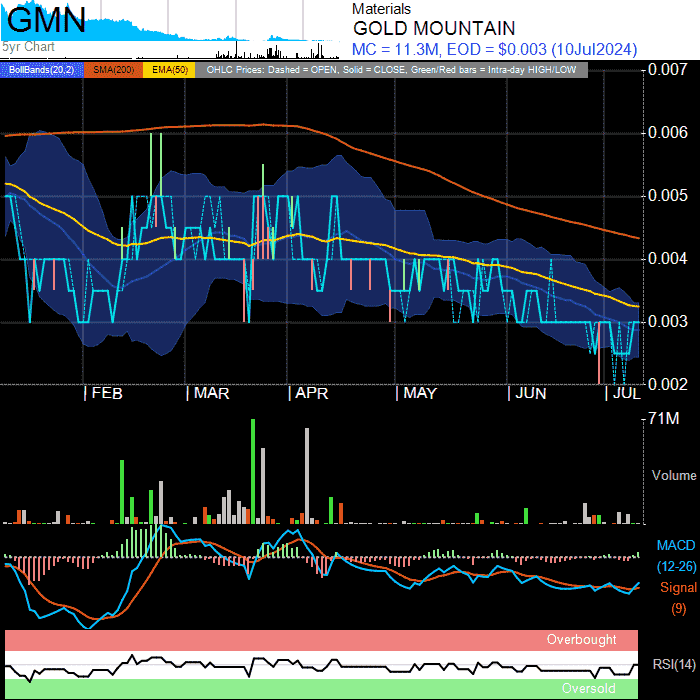 GMN
5yr Chart
Materials
GOLD MOUNTAIN
MC = 11.3M, EOD = $0.003 (10Jul2024)
BollBands(20,2) SMA(200) EMA(50) OHLC Prices: Dashed = OPEN, Solid = CLOSE, Green/Red bars = Intra-day HIGH/LOW
0.007
0.006
0.005
0.004
0.003
0.002
FEB MAR APR MAY JUN JUL
71M
Volume
MACD
(12-26)
Signal
(9)
Overbought
RSI(14)
Oversold